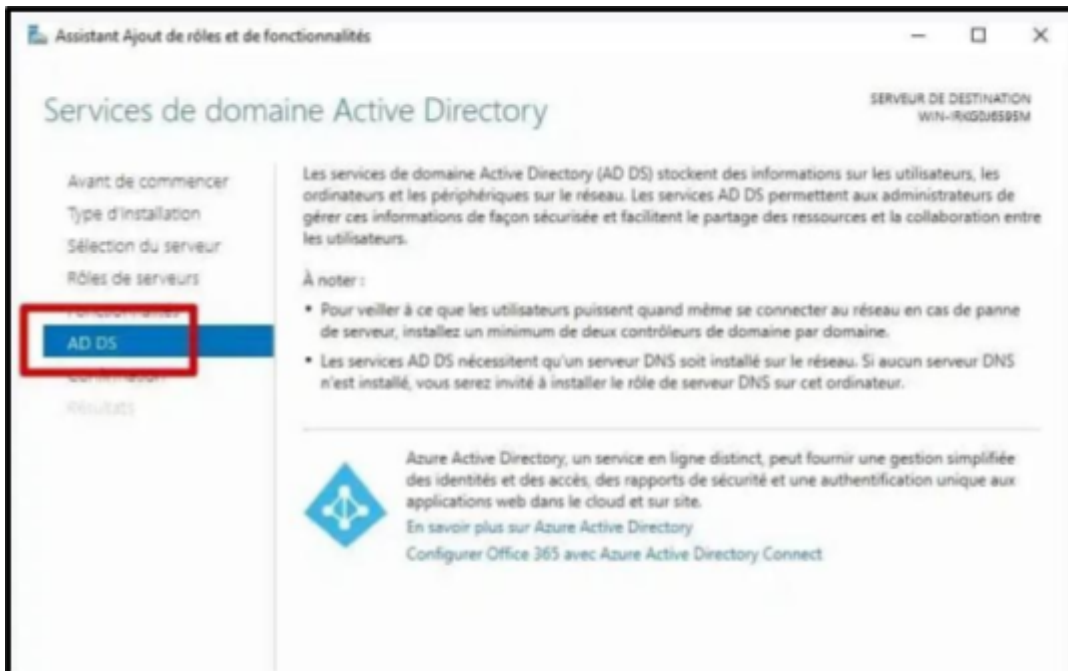 Assistant Ajout de rôles et de fonctionnalités
Services de domaine Active Directory
SERVEUR DE DESTINATION
Avant de commencer
Type d'installation
Sélection du serveur
Rôles de serveurs
Fonctionnalités
AD DS
Confirmation
Résultats
Les services de domaine Active Directory (AD DS) stockent des informations sur les utilisateurs, les
ordinateurs et les périphériques sur le réseau. Les services AD DS permettent aux administrateurs de
gérer ces informations de façon sécurisée et facilitent le partage des ressources et la collaboration entre
les utilisateurs.
À noter :
• Pour veiller à ce que les utilisateurs puissent quand même se connecter au réseau en cas de panne
de serveur, installez un minimum de deux contrôleurs de domaine par domaine.
• Les services AD DS nécessitent qu'un serveur DNS soit installé sur le réseau. Si aucun serveur DNS
n'est installé, vous serez invité à installer le rôle de serveur DNS sur cet ordinateur.
Azure Active Directory, un service en ligne distinct, peut fournir une gestion simplifiée
des identités et des accès, des rapports de sécurité et une authentification unique aux
applications web dans le cloud et sur site.
En savoir plus sur Azure Active Directory
Configurer Office 365 avec Azure Active Directory Connect